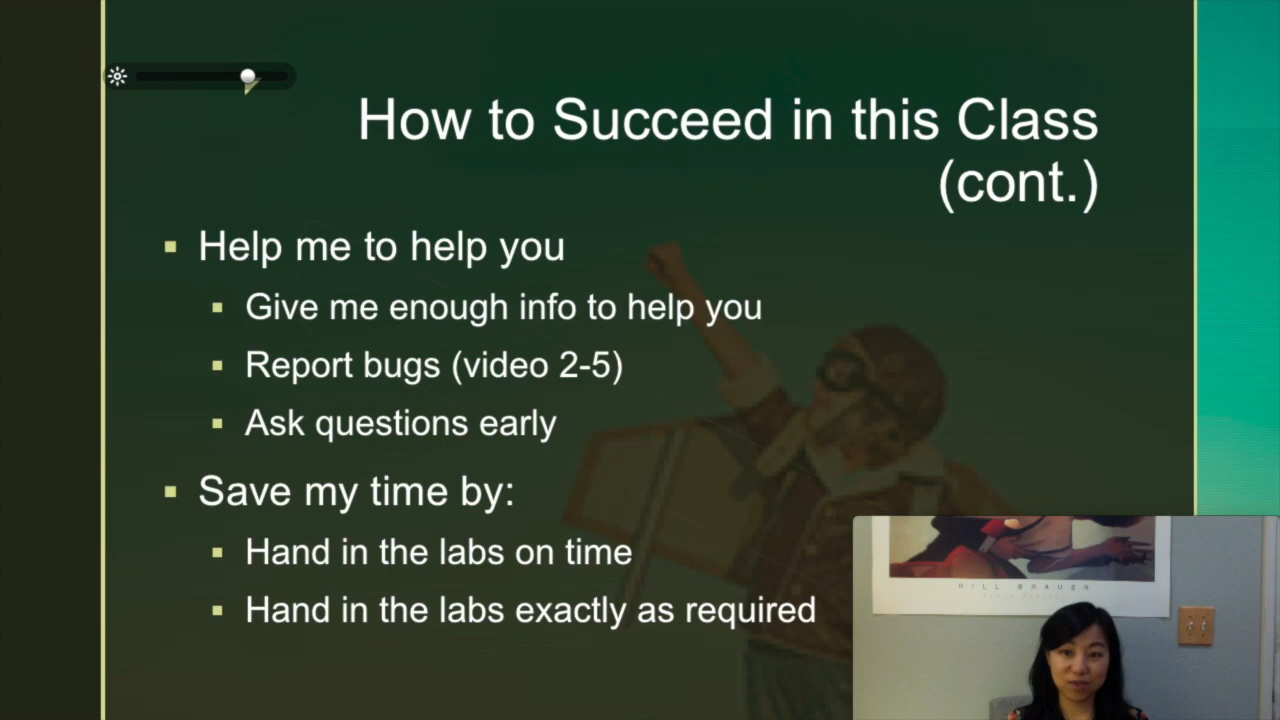 How to Succeed in this Class
(cont.)
▪ Help me to help you
▪ Give me enough info to help you
▪ Report bugs (video 2-5)
▪ Ask questions early
▪ Save my time by:
▪ Hand in the labs on time
▪ Hand in the labs exactly as required
BILL BRAUER